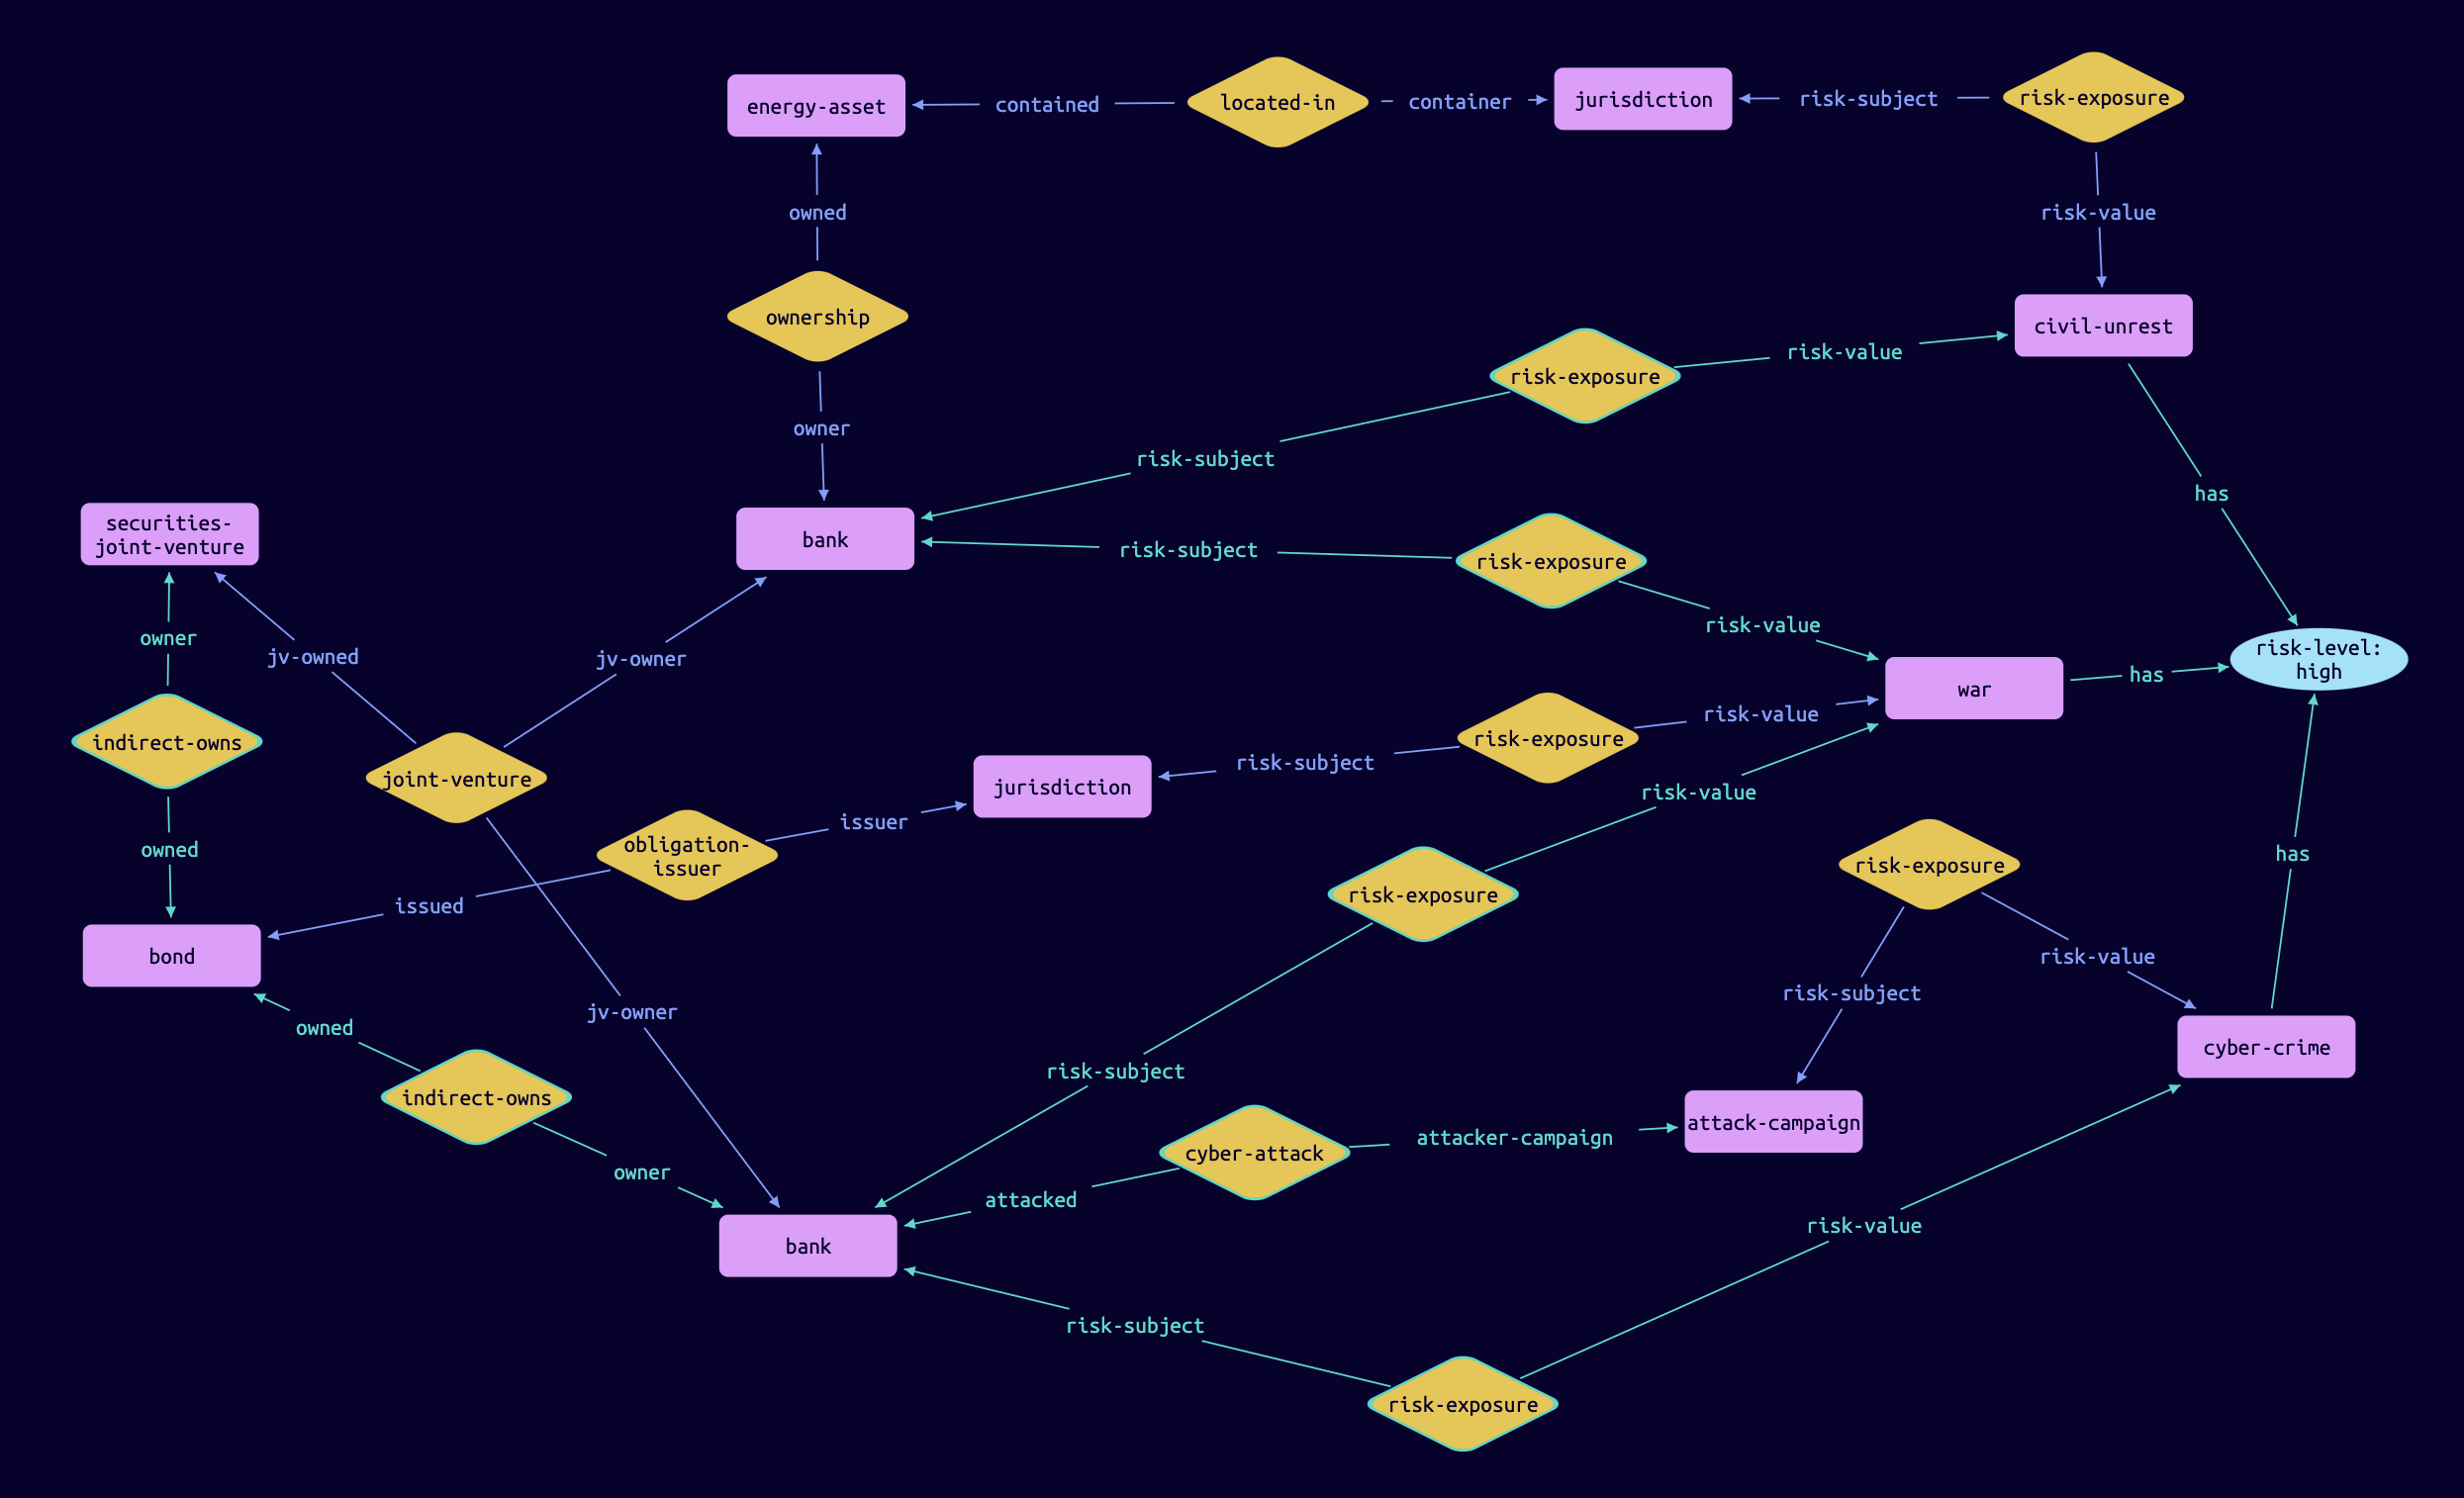 energy-asset
contained
located-in
container
jurisdiction
risk-subject
risk-exposure
owned
risk-value
ownership
civil-unrest
risk-value
risk-exposure
owner
risk-subject
has
securities-
joint-venture
bank
risk-subject
risk-exposure
risk-value
owner
jv-owned
jv-owner
risk-level:
high
war
has
indirect-owns
joint-venture
risk-value
risk-exposure
risk-subject
jurisdiction
risk-value
issuer
obligation-
issuer
owned
has
risk-exposure
risk-exposure
issued
bond
risk-value
risk-subject
jv-owner
owned
cyber-crime
risk-subject
indirect-owns
attack-campaign
attacker-campaign
cyber-attack
owner
attacked
risk-value
bank
risk-subject
risk-exposure